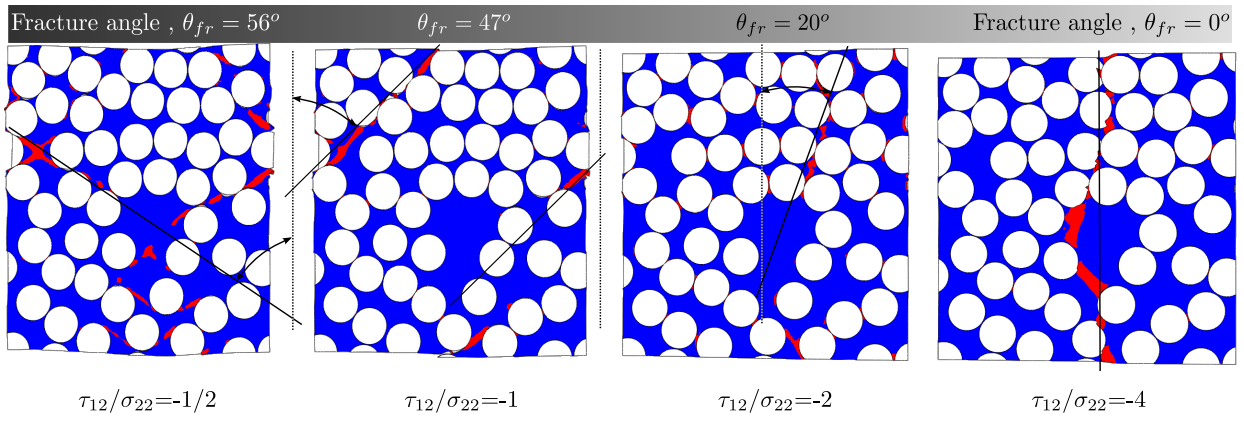 Fracture angle , θ_fr = 56° θ_fr = 47° θ_fr = 20° Fracture angle , θ_fr = 0°
τ₁₂/σ₂₂=-1/2 τ₁₂/σ₂₂=-1 τ₁₂/σ₂₂=-2 τ₁₂/σ₂₂=-4